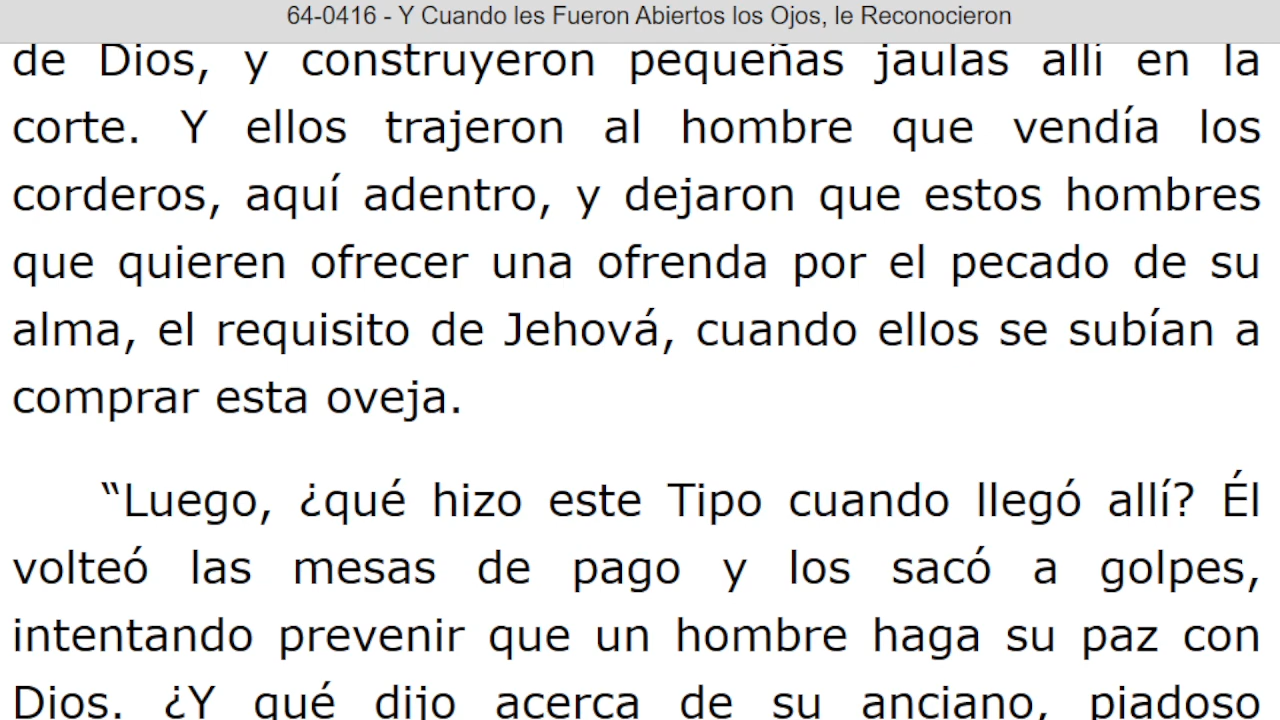 64-0416 - Y Cuando les Fueron Abiertos los Ojos, le Reconocieron
de Dios, y construyeron pequeñas jaulas allí en la
corte. Y ellos trajeron al hombre que vendía los
corderos, aquí adentro, y dejaron que estos hombres
que quieren ofrecer una ofrenda por el pecado de su
alma, el requisito de Jehová, cuando ellos se subían a
comprar esta oveja.
“Luego, ¿qué hizo este Tipo cuando llegó allí? Él
volteó las mesas de pago y los sacó a golpes,
intentando prevenir que un hombre haga su paz con
Dios. ¿Y qué dijo acerca de su anciano, piadoso